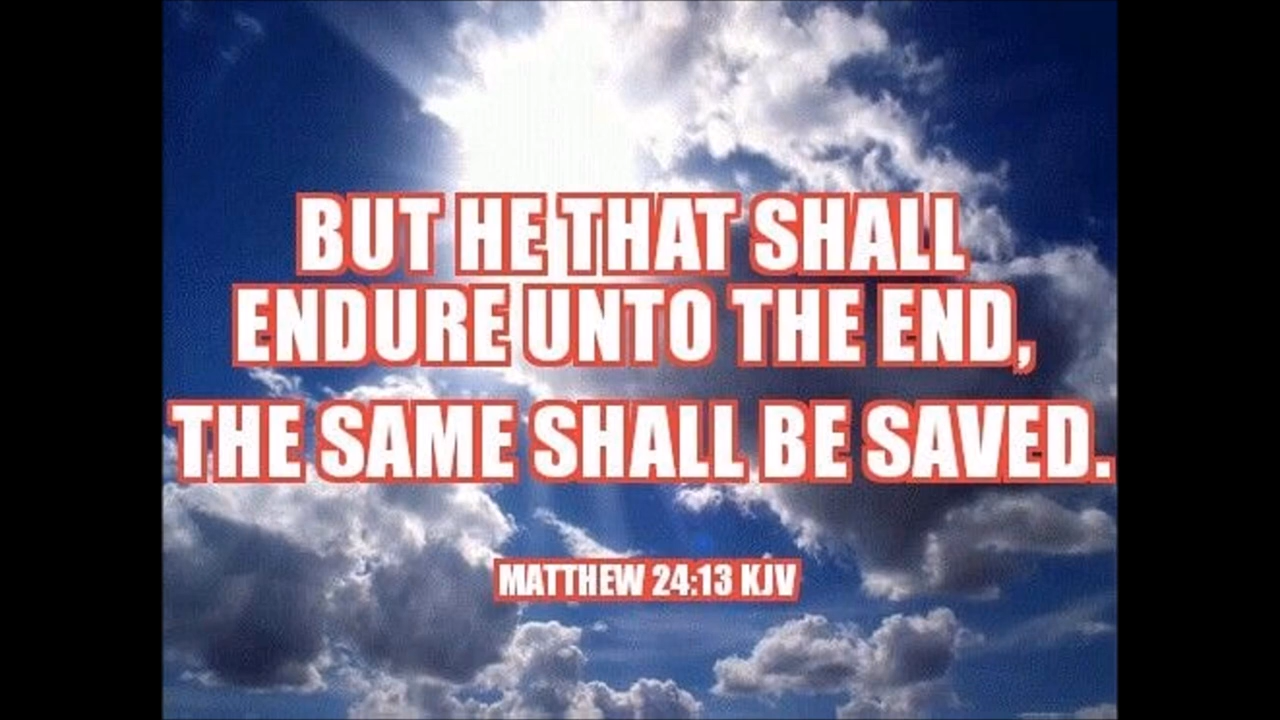 BUT HE THAT SHALL
ENDURE UNTO THE END,
THE SAME SHALL BE SAVED.
MATTHEW 24:13 KJV